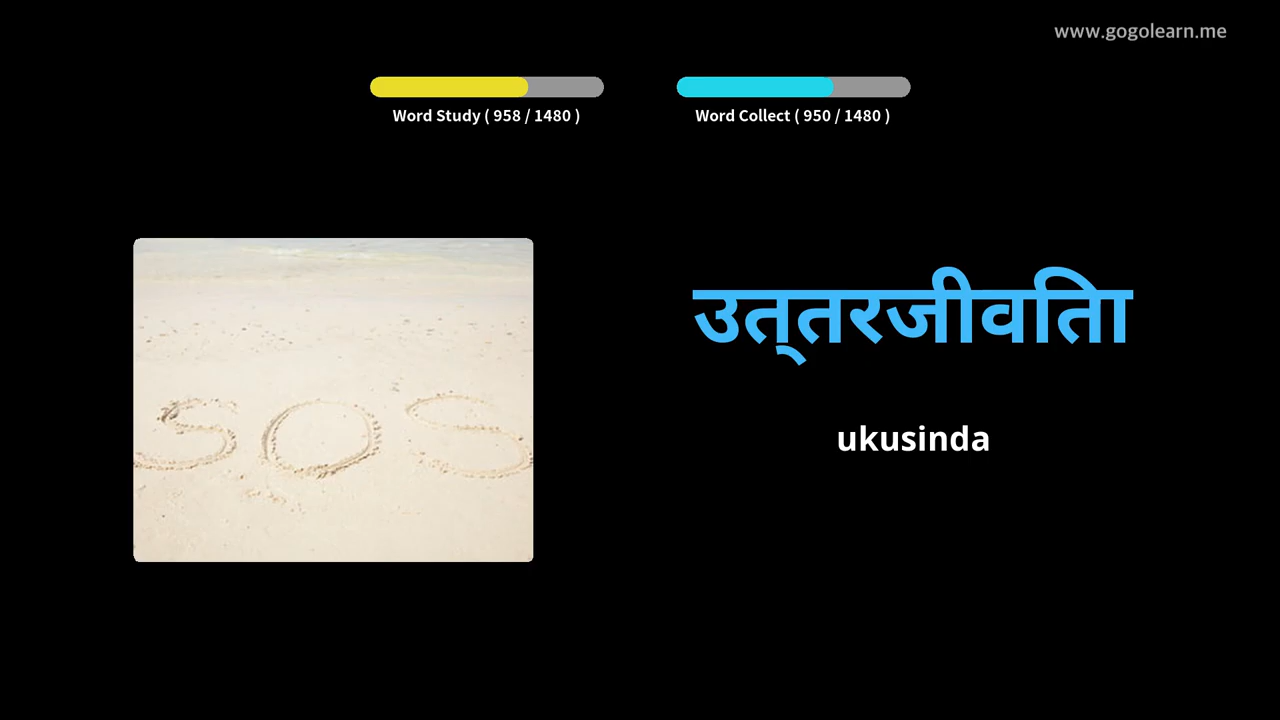 www.gogolearn.me
Word Study ( 958 / 1480 )
Word Collect ( 950 / 1480 )
SOS
उत्तरजीविता
ukusinda